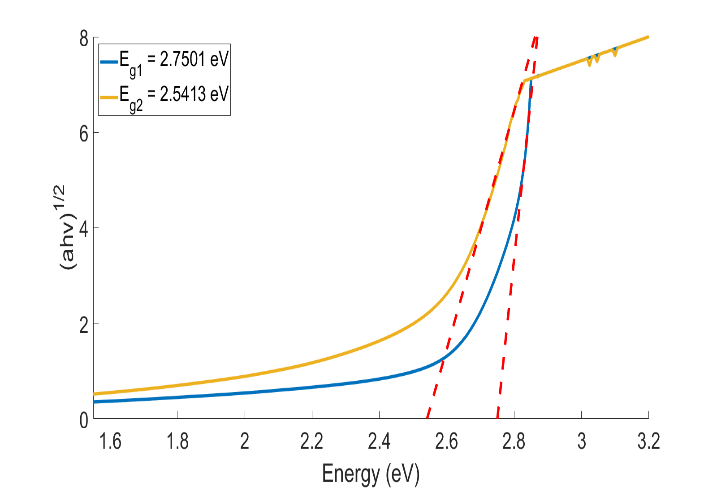 8
6
4
2
0
(ahv)1/2
E_g1 = 2.7501 eV
E_g2 = 2.5413 eV
1.6 1.8 2 2.2 2.4 2.6 2.8 3 3.2
Energy (eV)